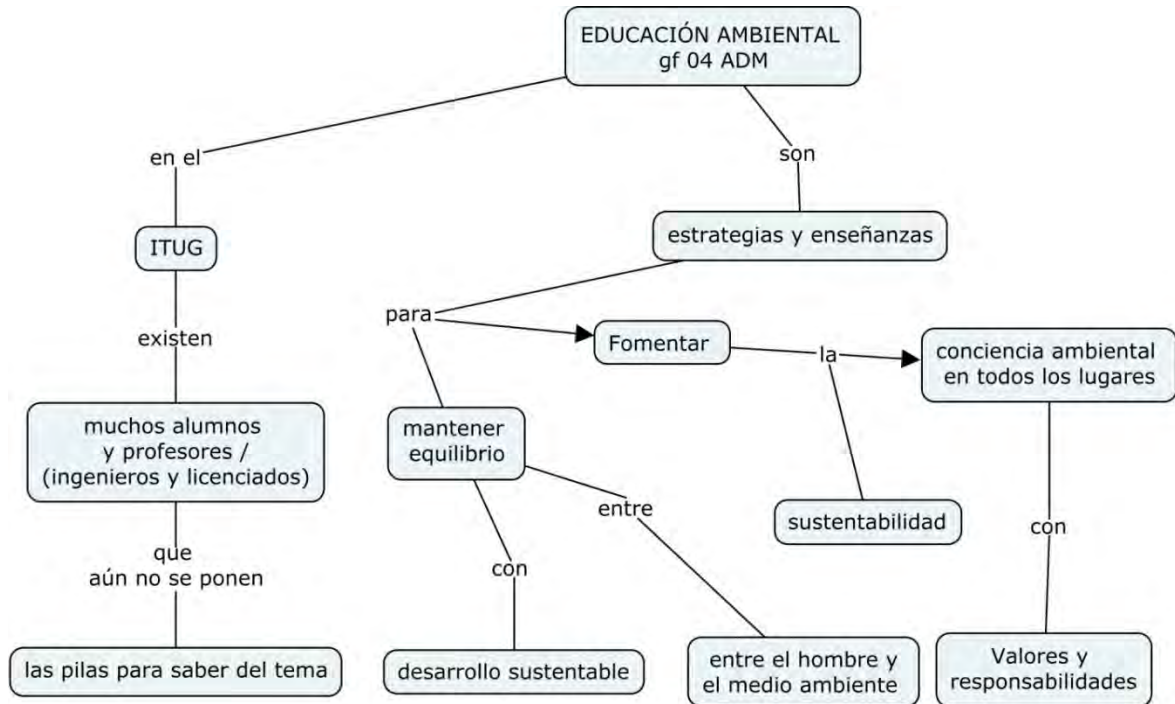 EDUCACIÓN AMBIENTAL
gf 04 ADM
en el
son
ITUG
estrategias y enseñanzas
existen
para
Fomentar
la
conciencia ambiental
en todos los lugares
muchos alumnos
y profesores /
(ingenieros y licenciados)
mantener
equilibrio
entre
sustentabilidad
con
que
aún no se ponen
con
las pilas para saber del tema
desarrollo sustentable
entre el hombre y
el medio ambiente
Valores y
responsabilidades